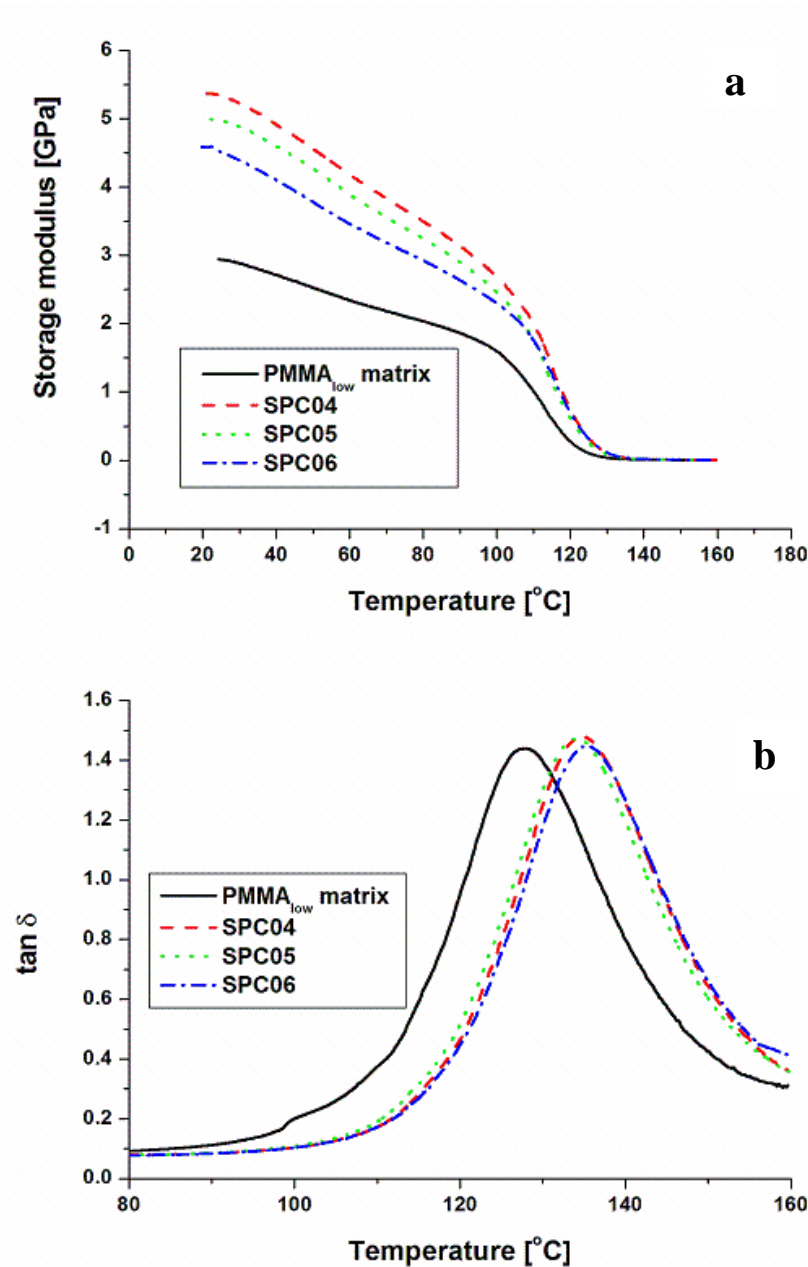 a
6
5
4
3
2
1
0
-1
Storage modulus [GPa]
PMMAlow matrix
SPC04
SPC05
SPC06
0 20 40 60 80 100 120 140 160 180
Temperature [°C]
b
1.6
1.4
1.2
1.0
0.8
0.6
0.4
0.2
0.0
tan δ
PMMAlow matrix
SPC04
SPC05
SPC06
80 100 120 140 160
Temperature [°C]